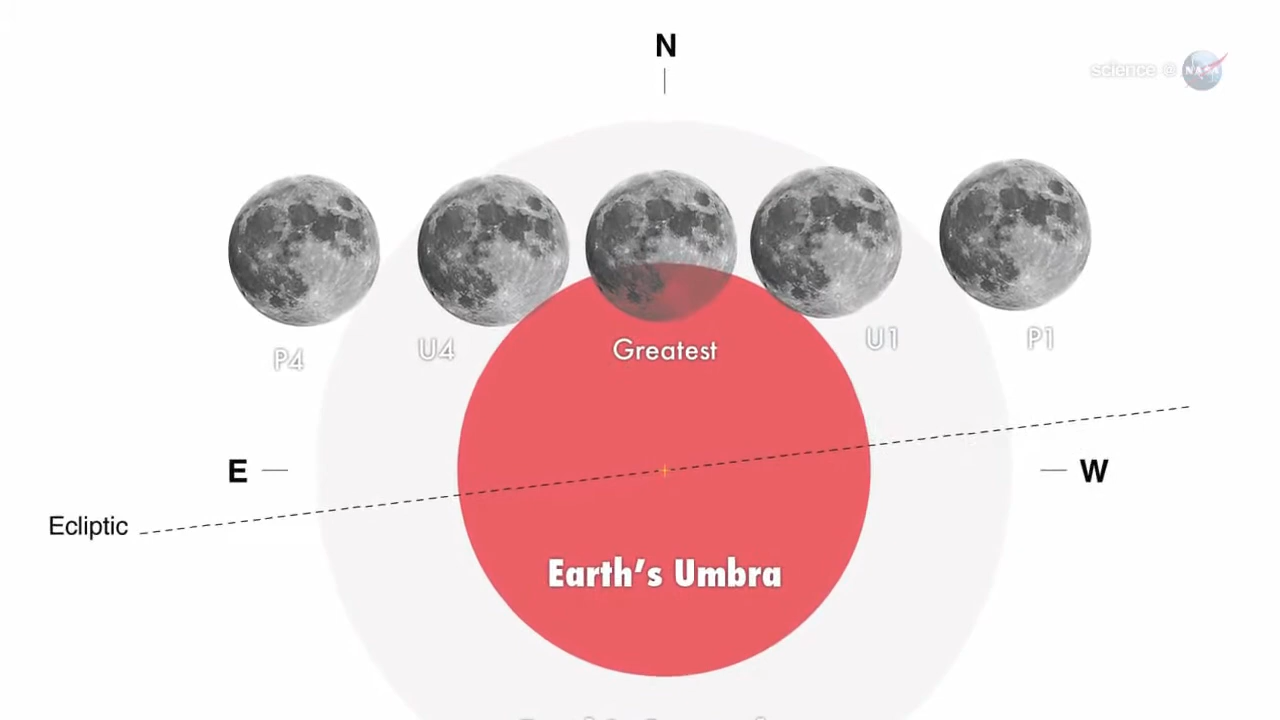 N
science @ NASA
P4
U4
Greatest
U1
P1
E
W
Ecliptic
Earth's Umbra